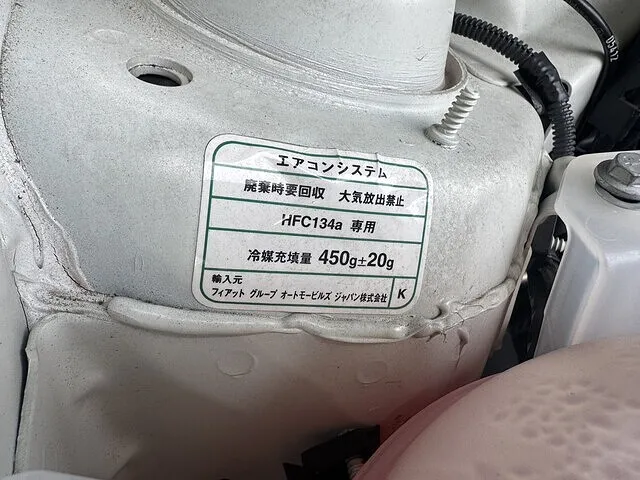 エアコンシステム
廃棄時要回収 大気放出禁止
HFC134a 専用
冷媒充填量 450g±20g
輸入元
フィアット グループ オートモービルズ ジャパン株式会社 K